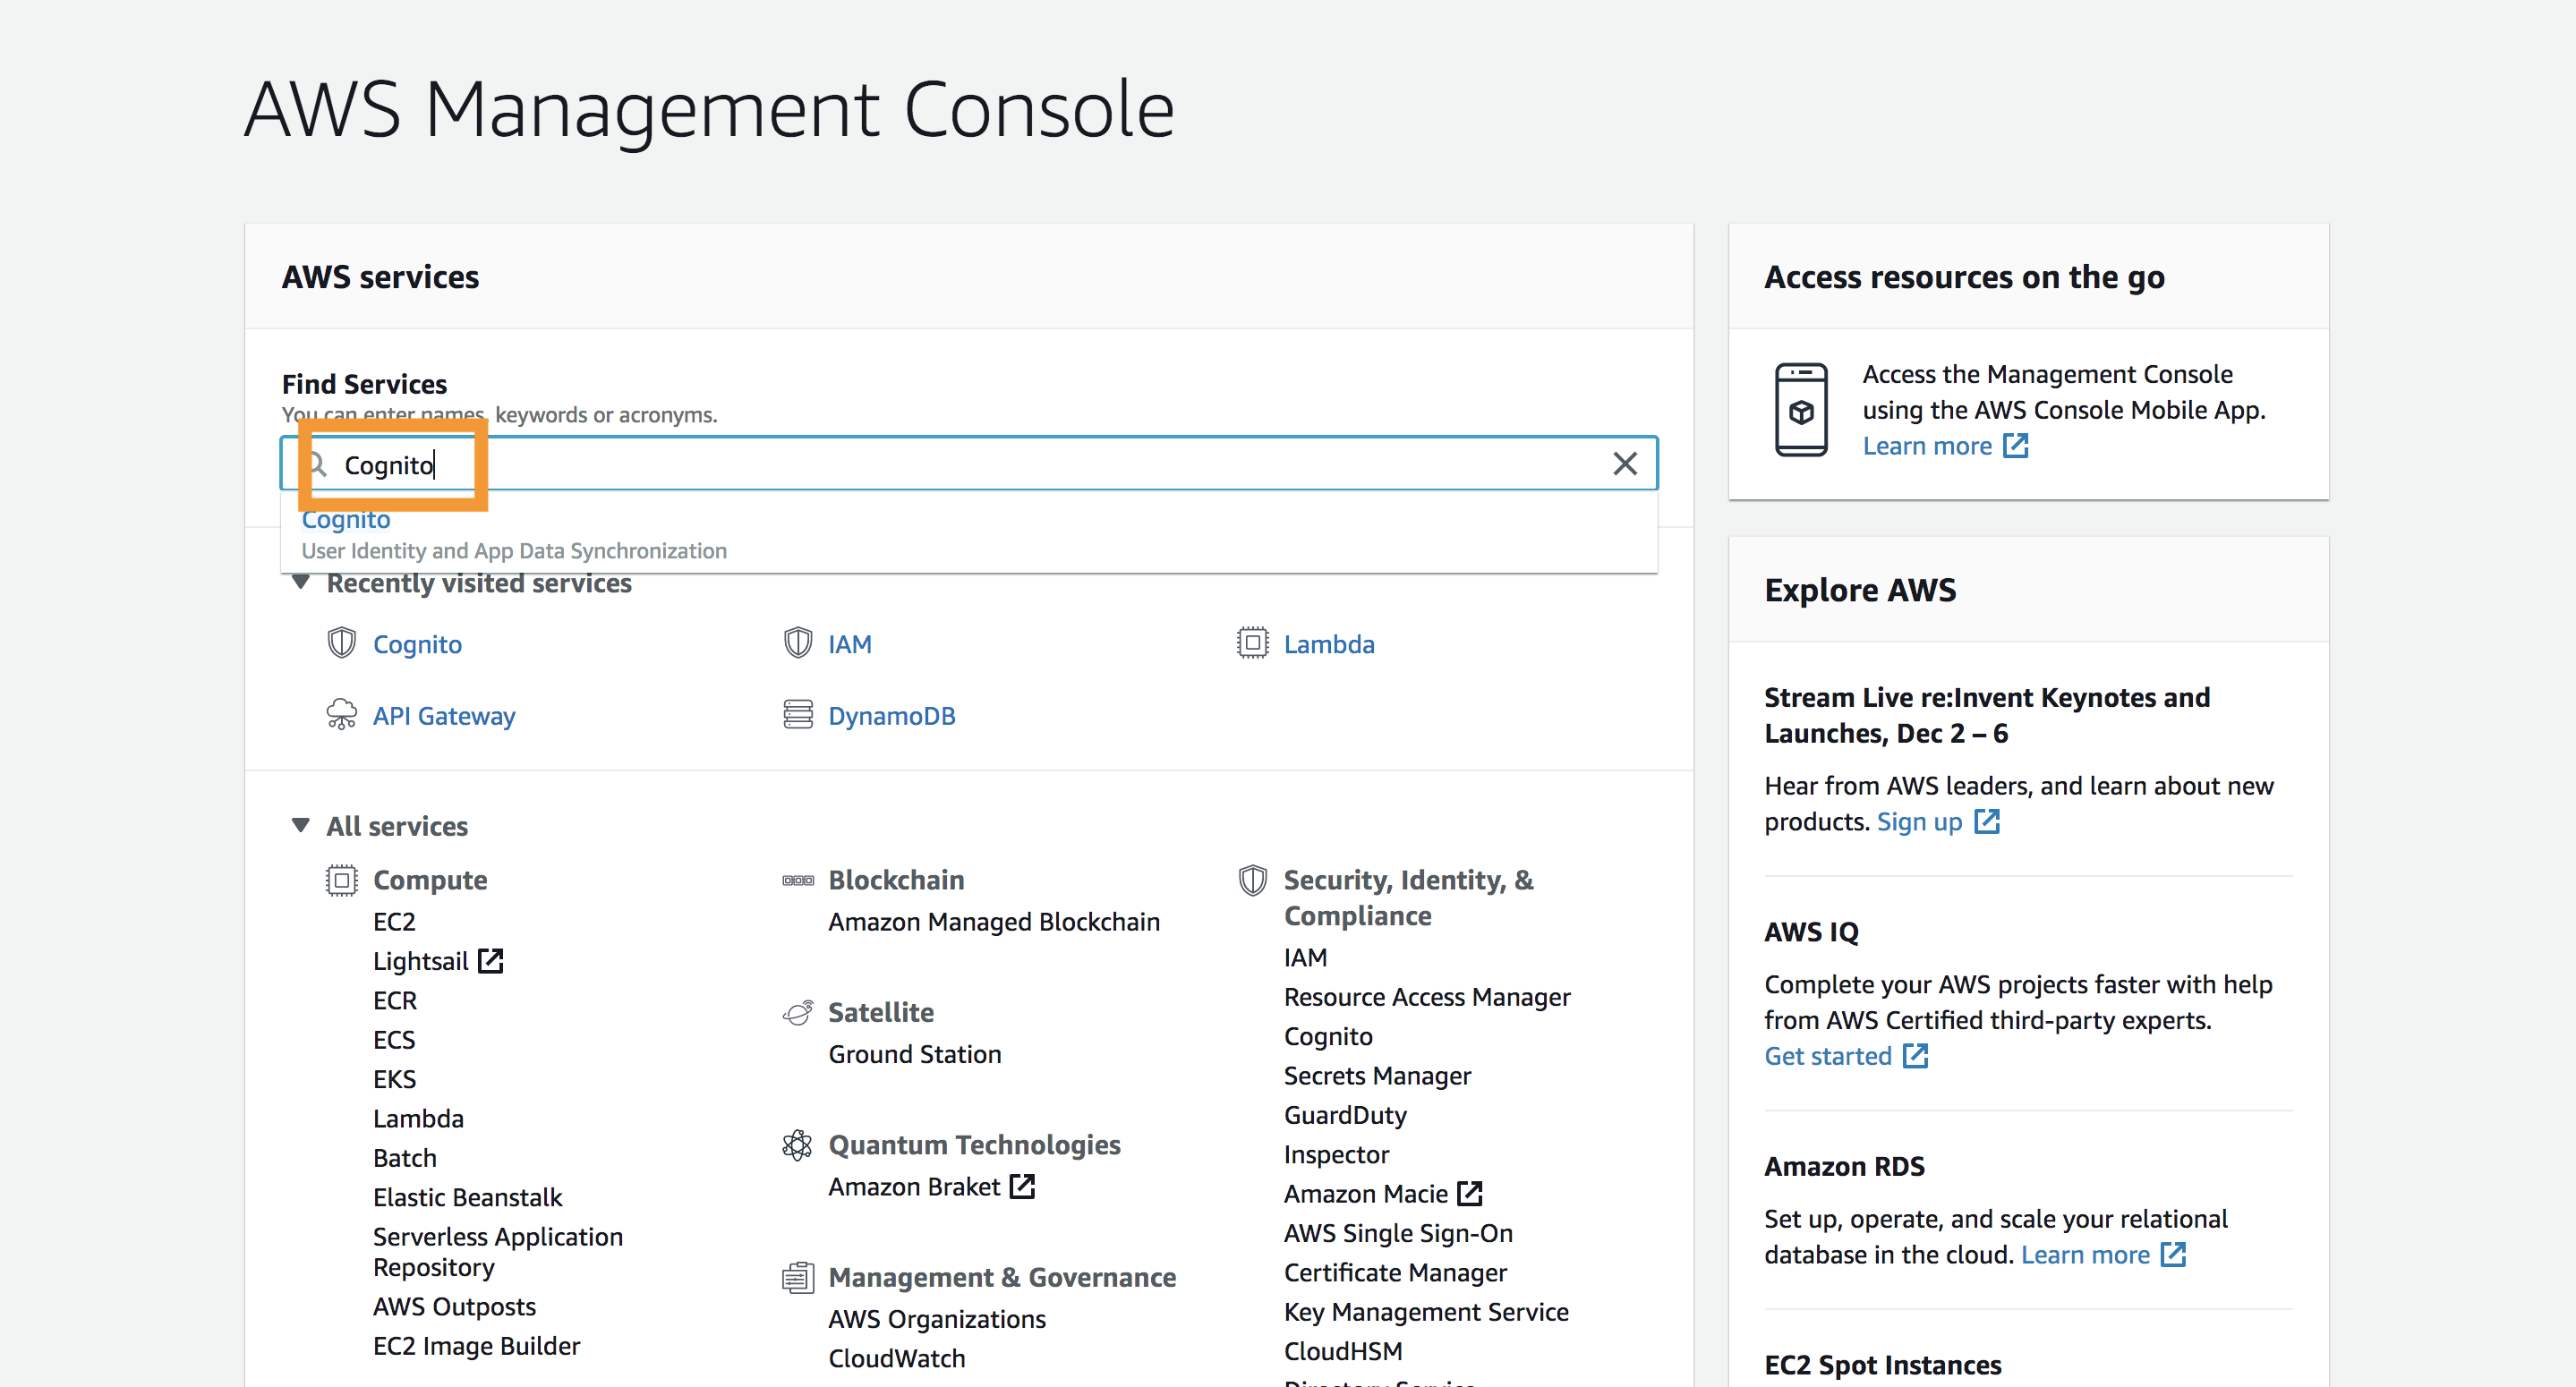 AWS Management Console
AWS services
Find Services
You can enter names, keywords or acronyms.
Cognito
Cognito
User Identity and App Data Synchronization
Recently visited services
Cognito
IAM
Lambda
API Gateway
DynamoDB
All services
Compute
EC2
Lightsail
ECR
ECS
EKS
Lambda
Batch
Elastic Beanstalk
Serverless Application
Repository
AWS Outposts
EC2 Image Builder
Blockchain
Amazon Managed Blockchain
Satellite
Ground Station
Quantum Technologies
Amazon Braket
Management & Governance
AWS Organizations
CloudWatch
Security, Identity, &
Compliance
IAM
Resource Access Manager
Cognito
Secrets Manager
GuardDuty
Inspector
Amazon Macie
AWS Single Sign-On
Certificate Manager
Key Management Service
CloudHSM
Directory Service
Access resources on the go
Access the Management Console
using the AWS Console Mobile App.
Learn more
Explore AWS
Stream Live re:Invent Keynotes and
Launches, Dec 2 – 6
Hear from AWS leaders, and learn about new
products. Sign up
AWS IQ
Complete your AWS projects faster with help
from AWS Certified third-party experts.
Get started
Amazon RDS
Set up, operate, and scale your relational
database in the cloud. Learn more
EC2 Spot Instances